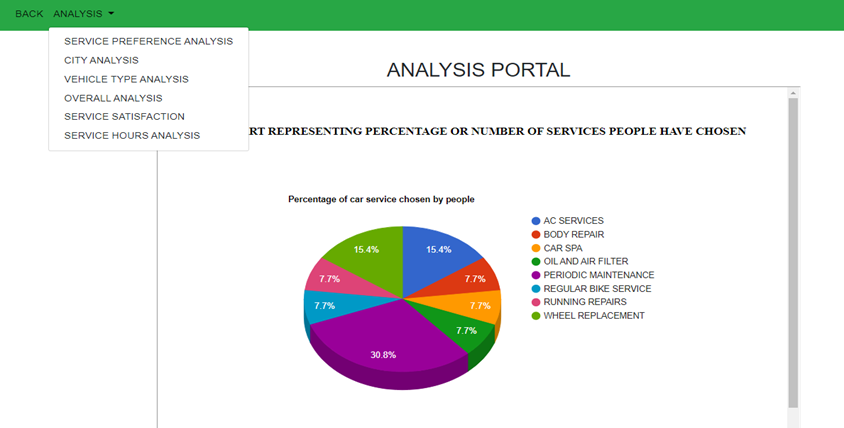 BACK ANALYSIS
SERVICE PREFERENCE ANALYSIS
CITY ANALYSIS
VEHICLE TYPE ANALYSIS
OVERALL ANALYSIS
SERVICE SATISFACTION
SERVICE HOURS ANALYSIS
ANALYSIS PORTAL
REPRESENTING PERCENTAGE OR NUMBER OF SERVICES PEOPLE HAVE CHOSEN
Percentage of car service chosen by people
15.4%
15.4%
7.7%
7.7%
7.7%
7.7%
7.7%
30.8%
AC SERVICES
BODY REPAIR
CAR SPA
OIL AND AIR FILTER
PERIODIC MAINTENANCE
REGULAR BIKE SERVICE
RUNNING REPAIRS
WHEEL REPLACEMENT